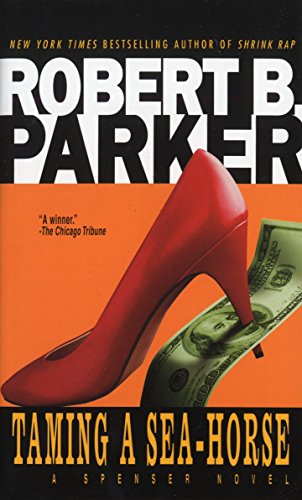 NEW YORK TIMES BESTSELLING AUTHOR OF SHRINK RAP
ROBERT B.
PARKER
"A winner."
-The Chicago Tribune
TAMING A SEA-HORSE
A SPENSER NOVEL